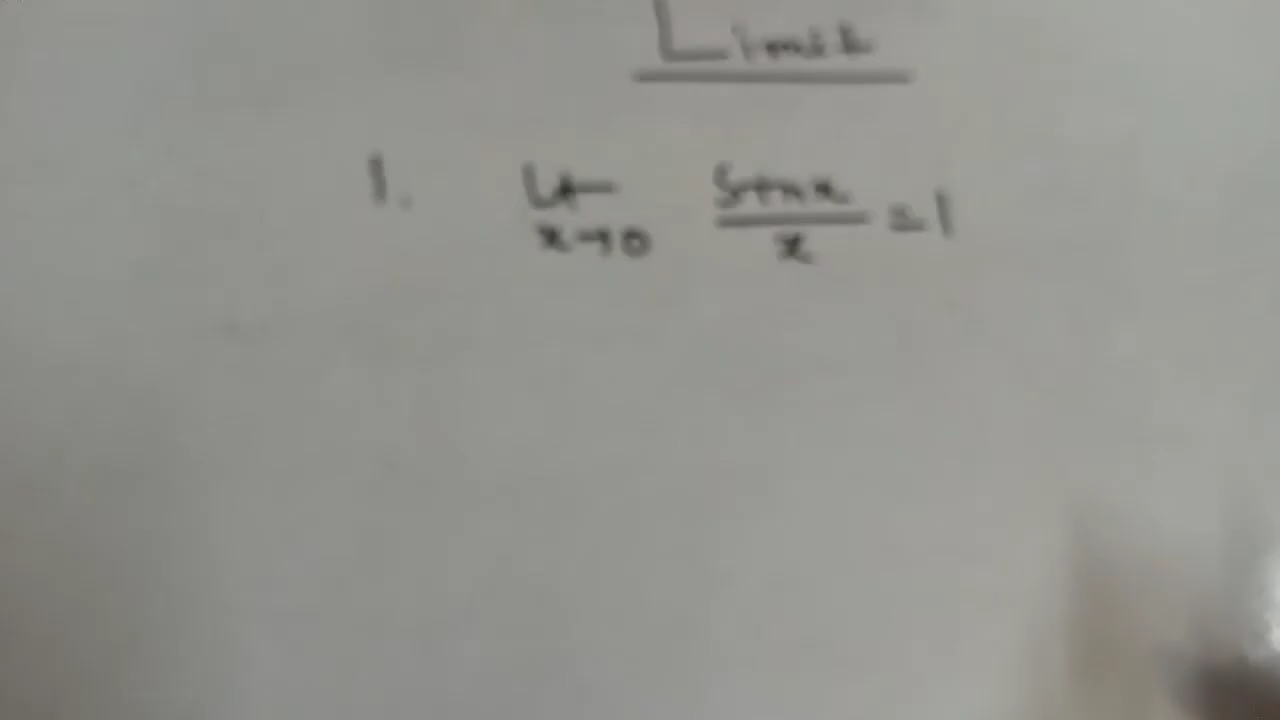 Limit
1. Lt x→0 sinx/x = 1